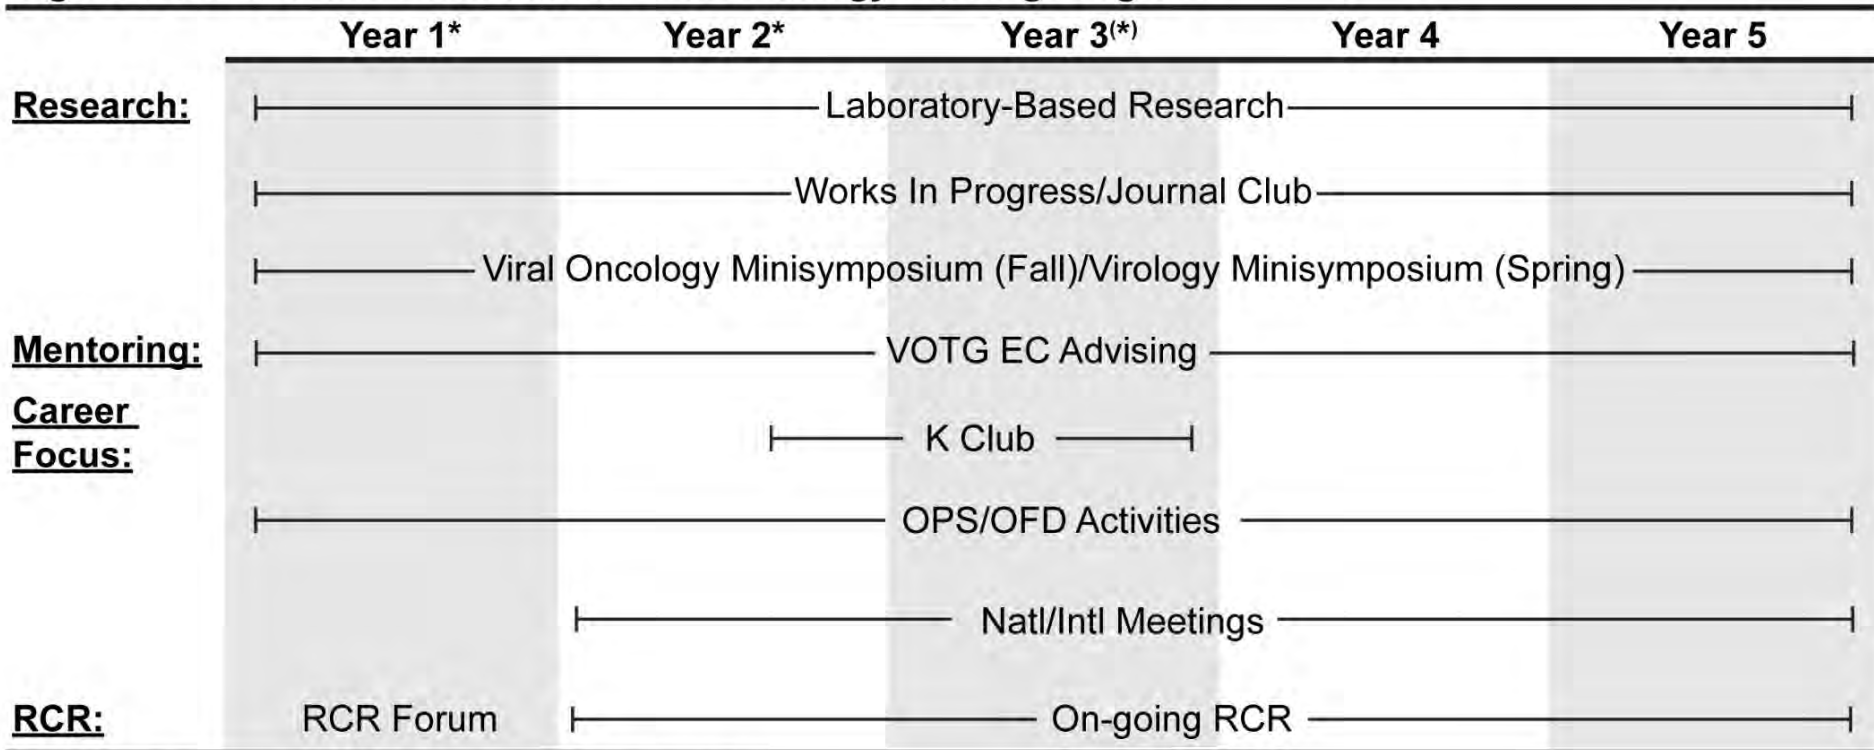 Year 1* Year 2* Year 3(*) Year 4 Year 5
Research: Laboratory-Based Research
Works In Progress/Journal Club
Viral Oncology Minisymposium (Fall)/Virology Minisymposium (Spring)
Mentoring: VOTG EC Advising
Career
Focus:
K Club
OPS/OFD Activities
Natl/Intl Meetings
RCR: RCR Forum On-going RCR